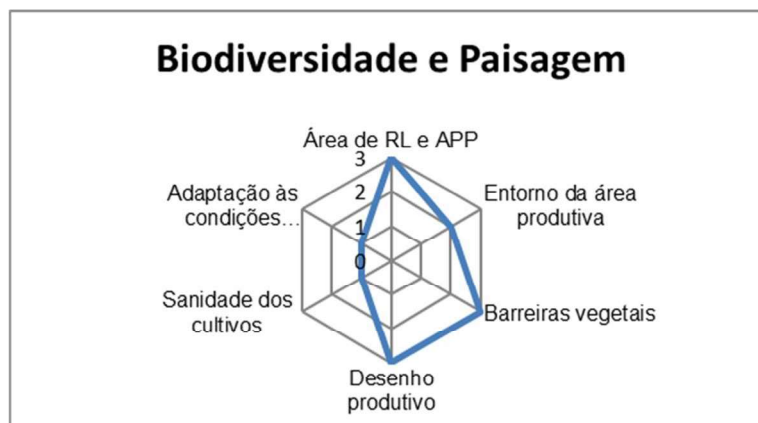 Biodiversidade e Paisagem
Área de RL e APP
3
2
1
0
Entorno da área
produtiva
Barreiras vegetais
Desenho
produtivo
Sanidade dos
cultivos
Adaptação às
condições...